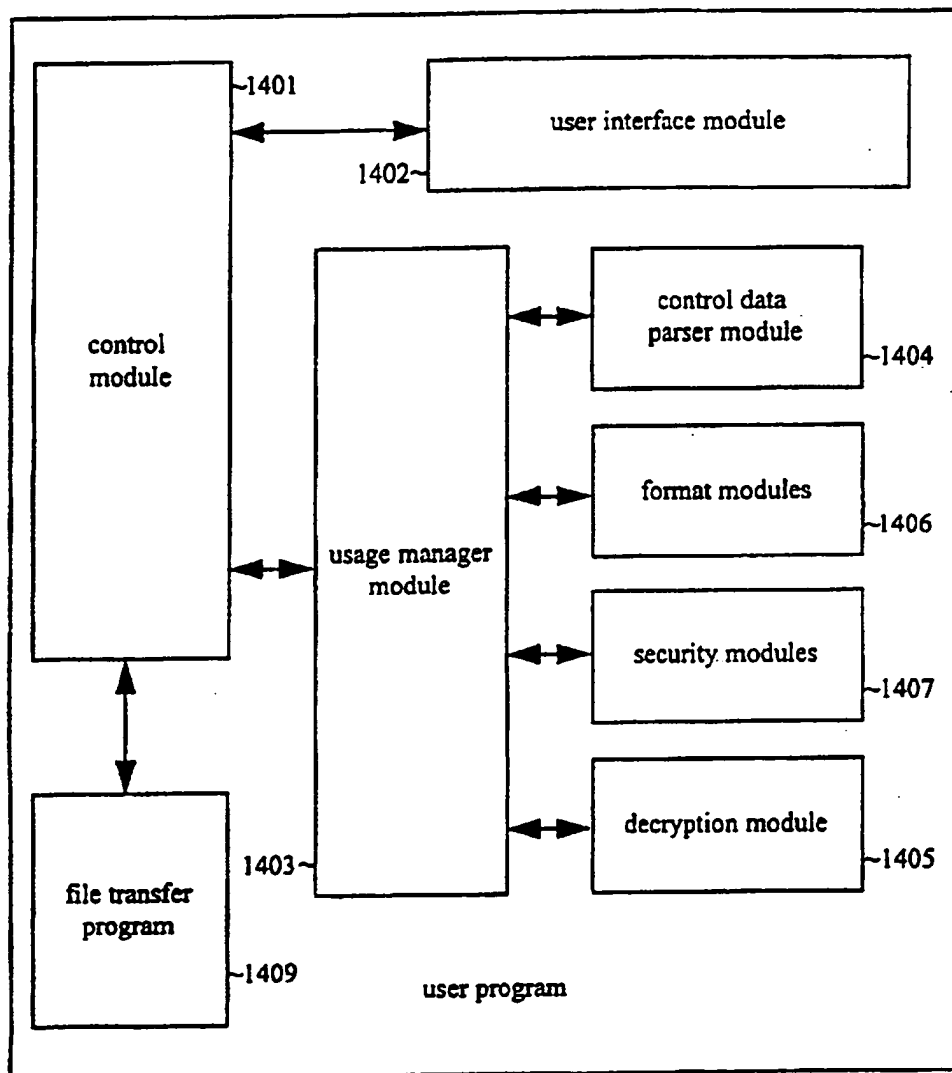 1401
user interface module
1402
control
module
control data
parser module
1404
format modules
1406
usage manager
module
security modules
1407
decryption module
1405
1403
file transfer
program
1409
user program